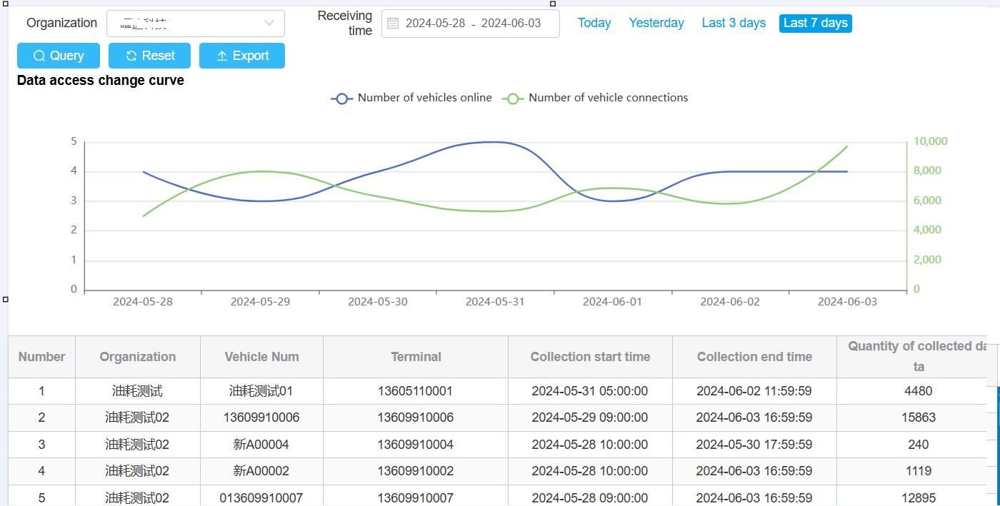 Organization
Receiving time
2024-05-28 - 2024-06-03
Today Yesterday Last 3 days Last 7 days
Query Reset Export
Data access change curve
Number of vehicles online Number of vehicle connections
5 10,000
4 8,000
3 6,000
2 4,000
1 2,000
0 0
2024-05-28 2024-05-29 2024-05-30 2024-05-31 2024-06-01 2024-06-02 2024-06-03
Number Organization Vehicle Num Terminal Collection start time Collection end time Quantity of collected da
ta
1 油耗测试 油耗测试01 13605110001 2024-05-31 05:00:00 2024-06-02 11:59:59 4480
2 油耗测试02 13609910006 13609910006 2024-05-29 09:00:00 2024-06-03 16:59:59 15863
3 油耗测试02 新A00004 13609910004 2024-05-28 10:00:00 2024-05-30 17:59:59 240
4 油耗测试02 新A00002 13609910002 2024-05-28 10:00:00 2024-06-03 16:59:59 1119
5 油耗测试02 013609910007 13609910007 2024-05-28 09:00:00 2024-06-03 16:59:59 12895